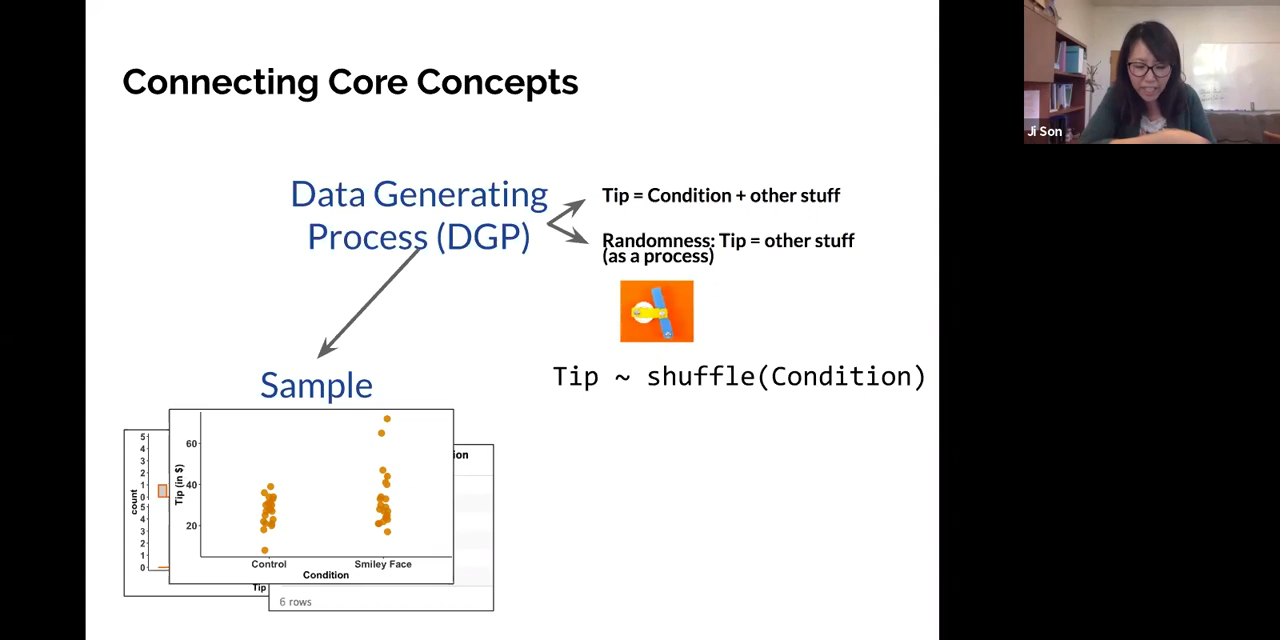 Connecting Core Concepts
Ji Son
Data Generating
Process (DGP)
Tip = Condition + other stuff
Randomness: Tip = other stuff
(as a process)
Tip ~ shuffle(Condition)
Sample
5
4
3
2
1
0
5
4
3
2
1
0
count
Tip
60
40
20
Tip (in $)
Control Smiley Face
Condition
ion
6 rows